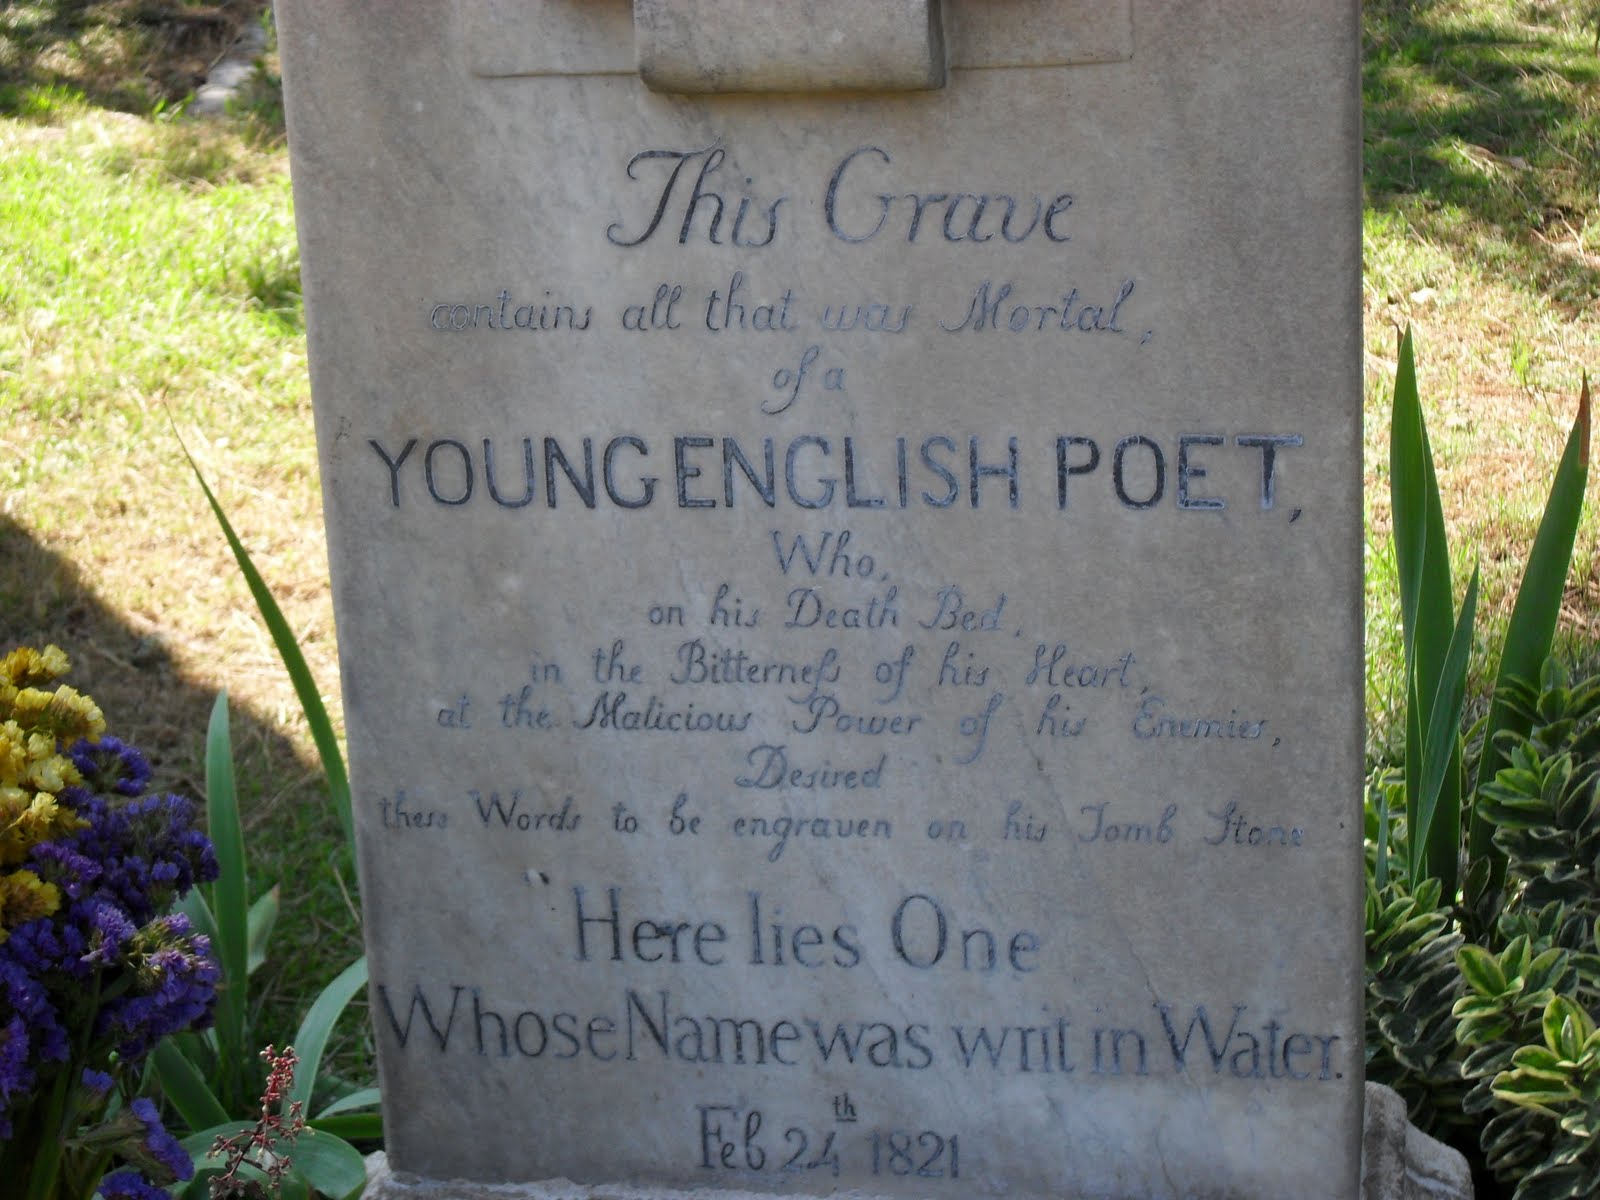 This Grave
contains all that was Mortal,
of a
YOUNG ENGLISH POET,
Who,
on his Death Bed,
in the Bitterneſs of his Heart,
at the Malicious Power of his Enemies,
Desired
these Words to be engraven on his Tomb Stone
"Here lies One
Whose Name was writ in Water.
Feb 24th 1821